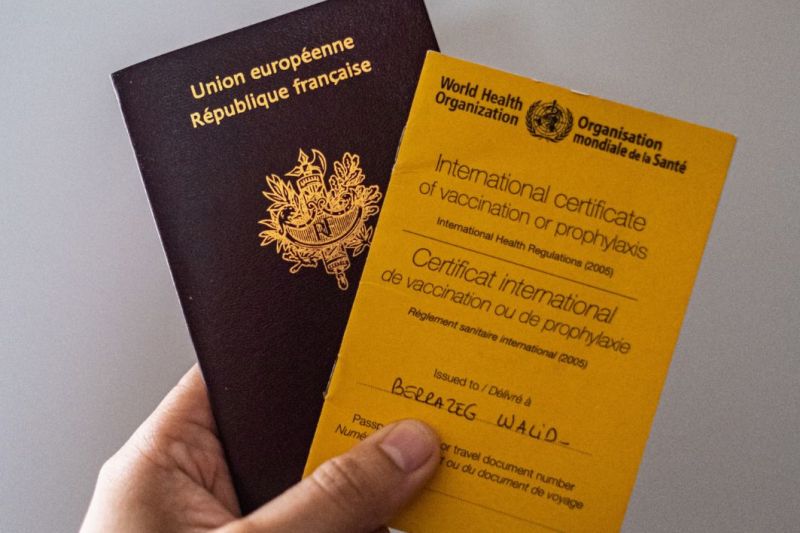 Union européenne
République française
RF
World Health
Organization
Organisation
mondiale de la Santé
International certificate
of vaccination or prophylaxis
International Health Regulations (2005)
Certificat international
de vaccination ou de prophylaxie
Règlement sanitaire international (2005)
Issued to / Délivré à
BERRAZEG WALID
or travel document number
ou du document de voyage